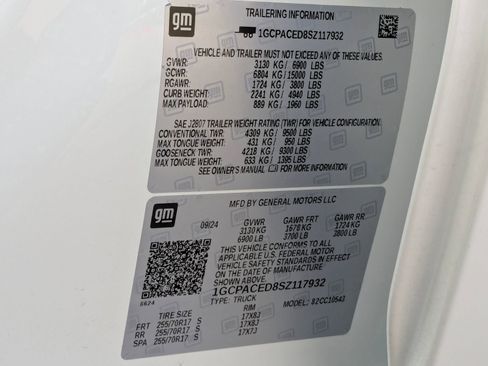 gm
TRAILERING INFORMATION
1GCPACED8SZ117932
VEHICLE AND TRAILER MUST NOT EXCEED ANY OF THESE VALUES.
GVWR: 3130 KG / 6900 LBS
GCWR: 6804 KG / 15000 LBS
RGAWR: 1724 KG / 3800 LBS
CURB WEIGHT: 2241 KG / 4940 LBS
MAX PAYLOAD: 889 KG / 1960 LBS
SAE J2807 TRAILER WEIGHT RATING (TWR) FOR VEHICLE CONFIGURATION.
CONVENTIONAL TWR: 4309 KG / 9500 LBS
MAX TONGUE WEIGHT: 431 KG / 950 LBS
GOOSENECK TWR: 4218 KG / 9300 LBS
MAX TONGUE WEIGHT: 633 KG / 1395 LBS
SEE OWNER'S MANUAL FOR MORE INFORMATION
gm
MFD BY GENERAL MOTORS LLC
09/24 GVWR GAWR FRT GAWR RR
3130 KG 1678 KG 1724 KG
6900 LB 3700 LB 3800 LB
THIS VEHICLE CONFORMS TO ALL
APPLICABLE U.S. FEDERAL MOTOR
VEHICLE SAFETY STANDARDS IN EFFECT
ON THE DATE OF MANUFACTURE
SHOWN ABOVE.
1GCPACED8SZ117932
TYPE: TRUCK MODEL: 82CC10543
TIRE SIZE RIM
FRT 255/70R17 S 17X8J
RR 255/70R17 S 17X8J
SPA 255/70R17 S 17X7J